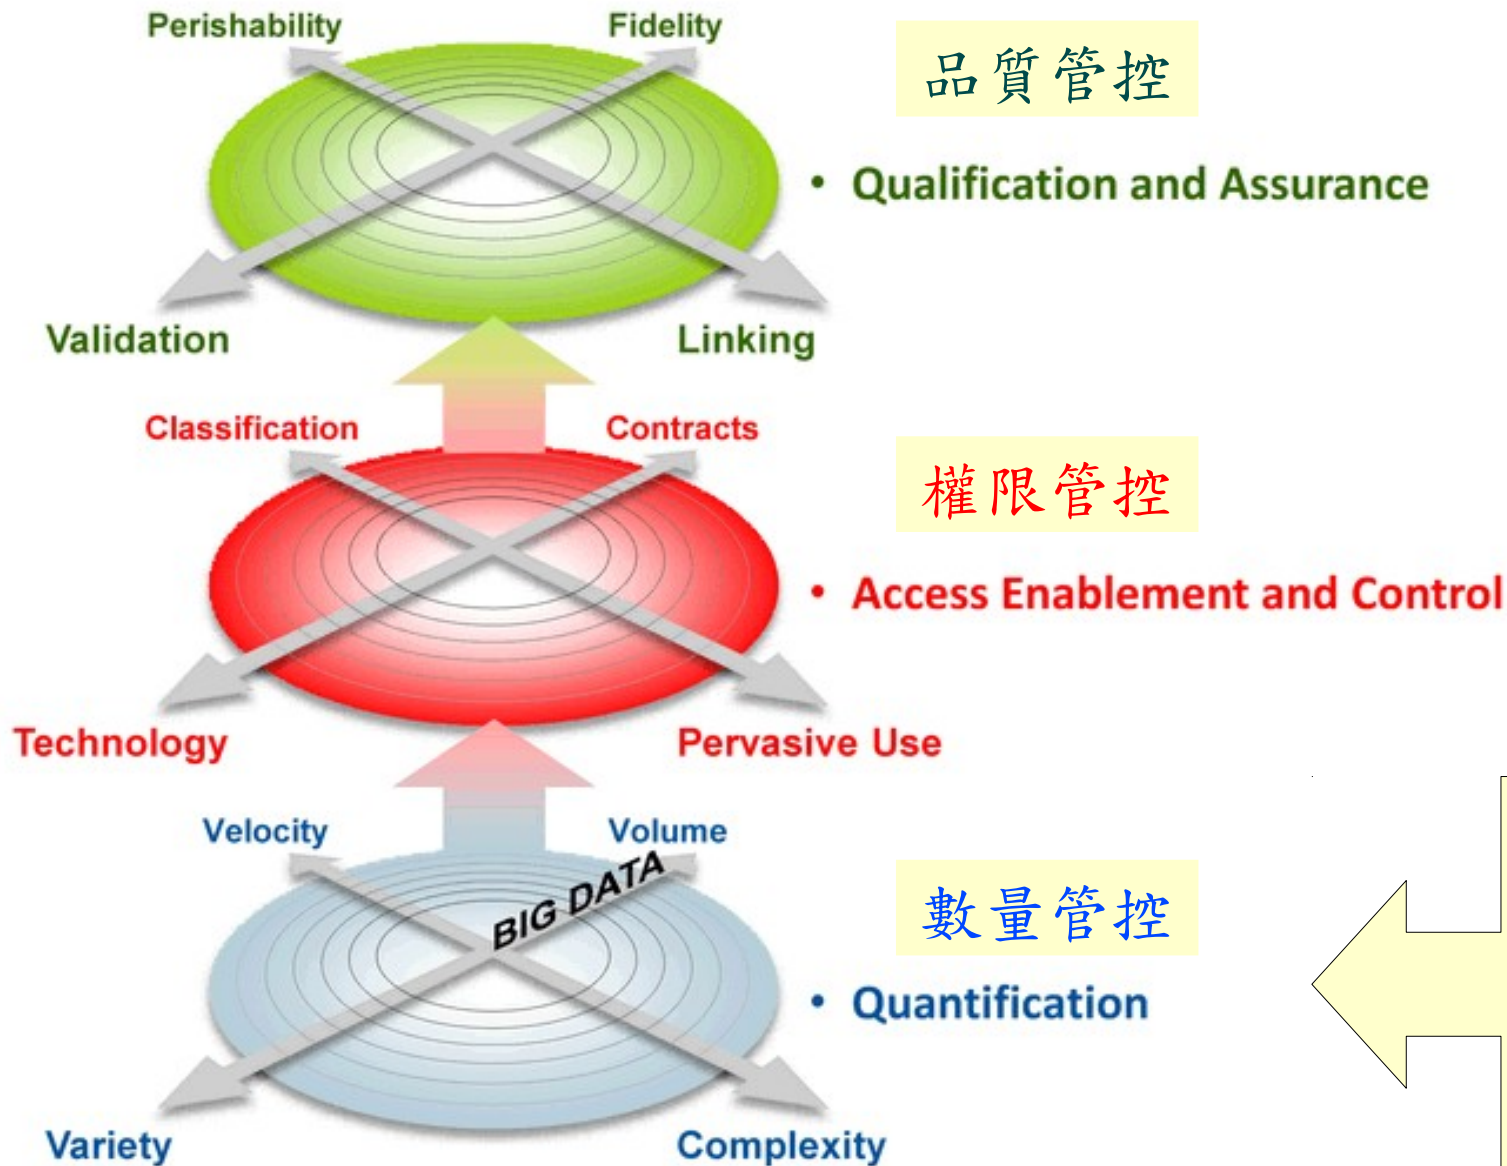 Perishability
Fidelity
品質管控
• Qualification and Assurance
Validation
Linking
Classification
Contracts
權限管控
• Access Enablement and Control
Technology
Pervasive Use
Velocity
Volume
BIG DATA
數量管控
• Quantification
Variety
Complexity